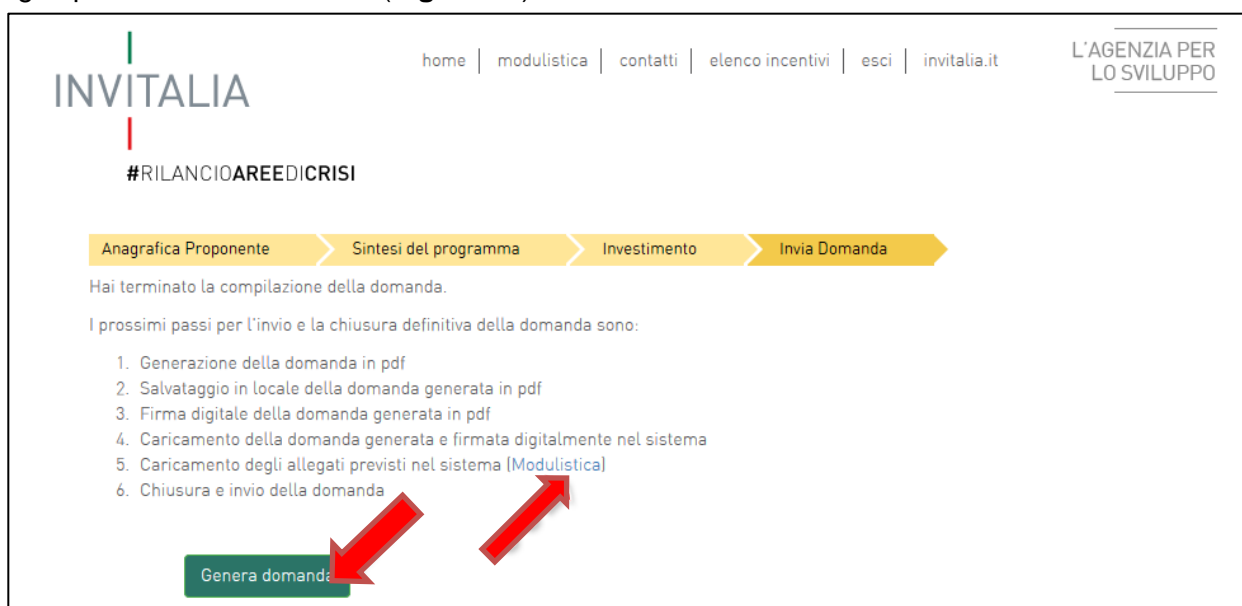 home | modulistica | contatti | elenco incentivi | esci | invitalia.it
L'AGENZIA PER
LO SVILUPPO
INVITALIA
#RILANCIOAREEDICRISI
Anagrafica Proponente
Sintesi del programma
Investimento
Invia Domanda
Hai terminato la compilazione della domanda.
I prossimi passi per l'invio e la chiusura definitiva della domanda sono:
1. Generazione della domanda in pdf
2. Salvataggio in locale della domanda generata in pdf
3. Firma digitale della domanda generata in pdf
4. Caricamento della domanda generata e firmata digitalmente nel sistema
5. Caricamento degli allegati previsti nel sistema (Modulistica)
6. Chiusura e invio della domanda
Genera domanda